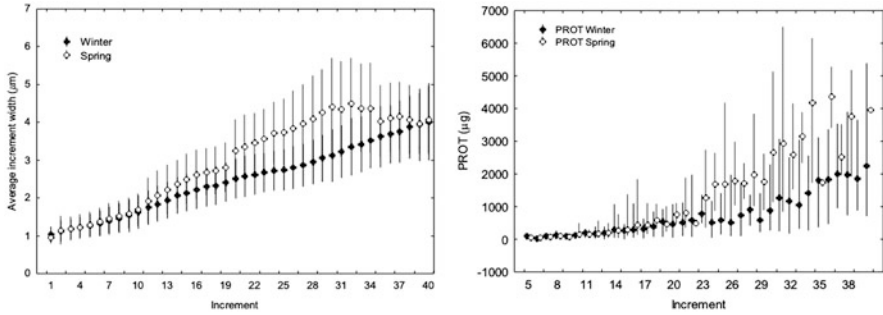 7
6
5
4
3
2
1
0
Average increment width (μm)
Winter
Spring
1 4 7 10 13 16 19 22 25 28 31 34 37 40
Increment
7000
6000
5000
4000
3000
2000
1000
0
-1000
PROT (μg)
PROT Winter
PROT Spring
5 8 11 14 17 20 23 26 29 32 35 38
Increment